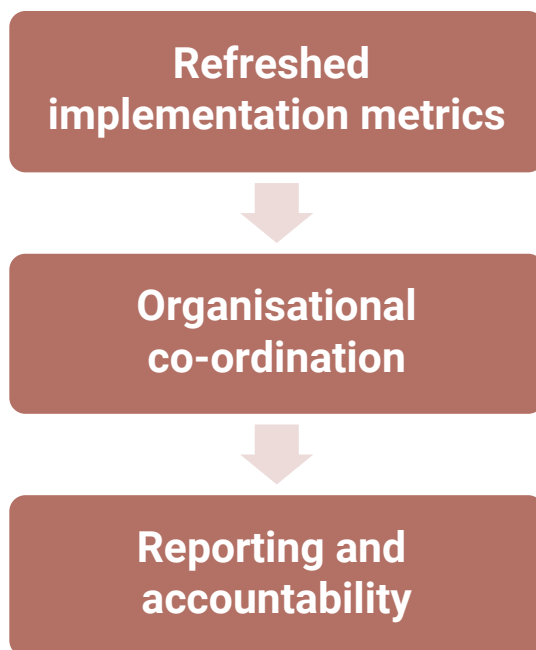 Refreshed
implementation metrics
Organisational
co-ordination
Reporting and
accountability